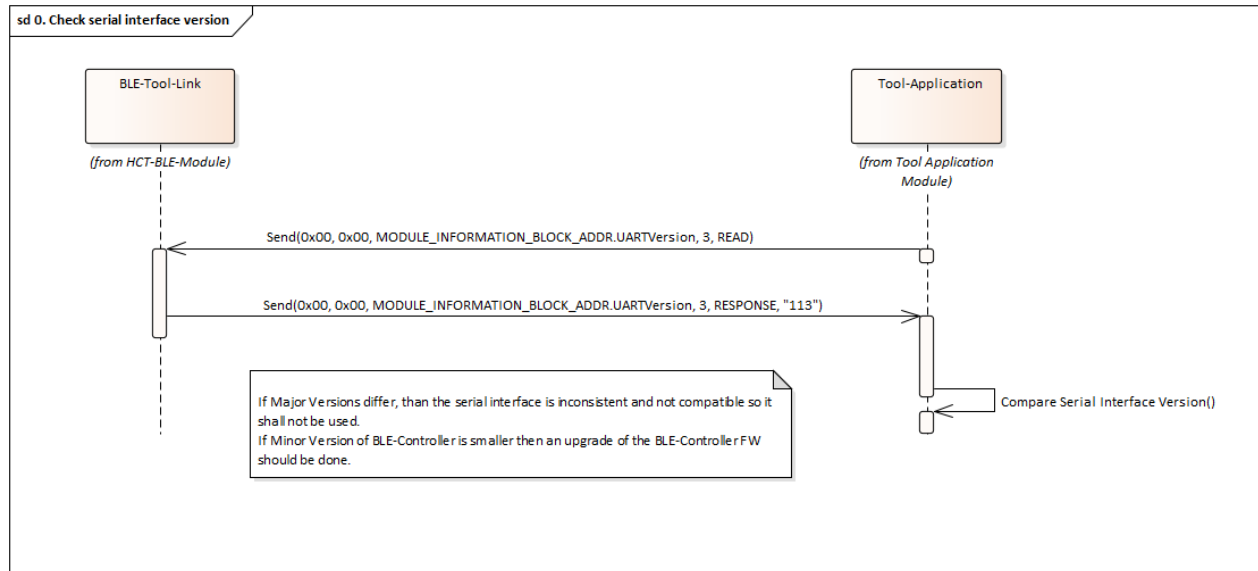 sd 0. Check serial interface version
BLE-Tool-Link
Tool-Application
(from HCT-BLE-Module)
(from Tool Application
Module)
Send(0x00, 0x00, MODULE_INFORMATION_BLOCK_ADDR.UARTVersion, 3, READ)
Send(0x00, 0x00, MODULE_INFORMATION_BLOCK_ADDR.UARTVersion, 3, RESPONSE, "113")
If Major Versions differ, than the serial interface is inconsistent and not compatible so it
shall not be used.
If Minor Version of BLE-Controller is smaller then an upgrade of the BLE-Controller FW
should be done.
Compare Serial Interface Version()